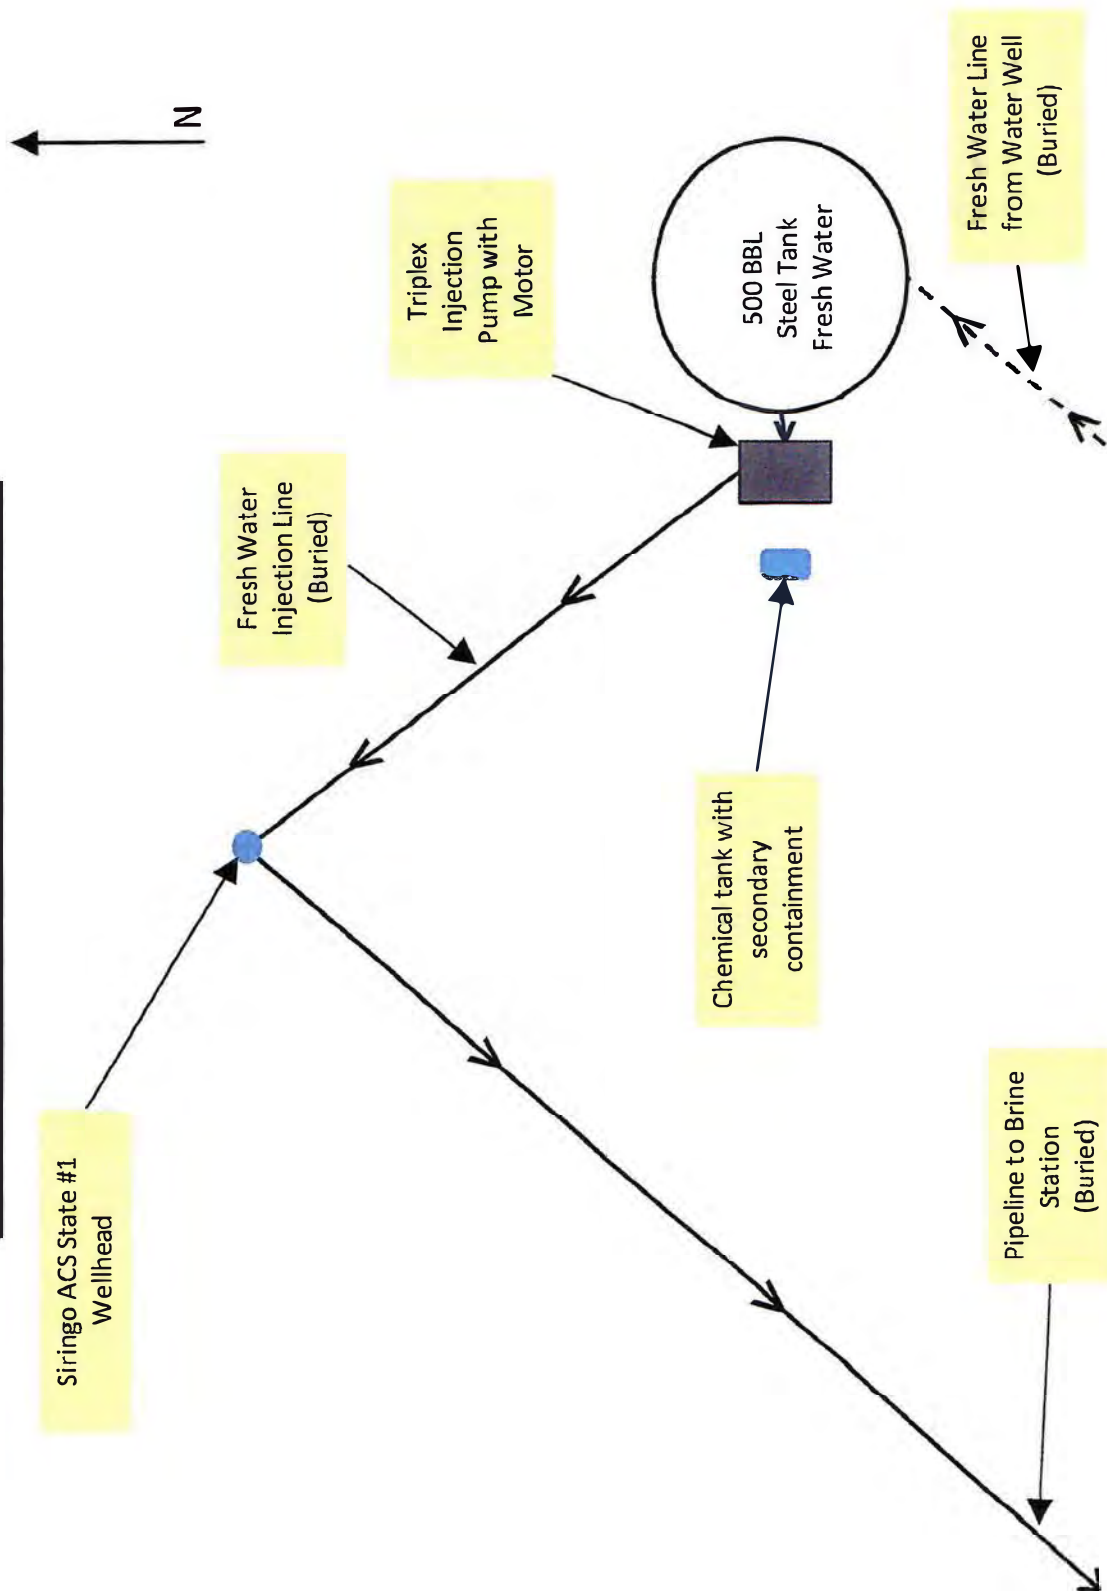 Siringo ACS State #1
Wellhead
N
Fresh Water
Injection Line
(Buried)
Triplex
Injection
Pump with
Motor
Chemical tank with
secondary
containment
500 BBL
Steel Tank
Fresh Water
Fresh Water Line
from Water Well
(Buried)
Pipeline to Brine
Station
(Buried)